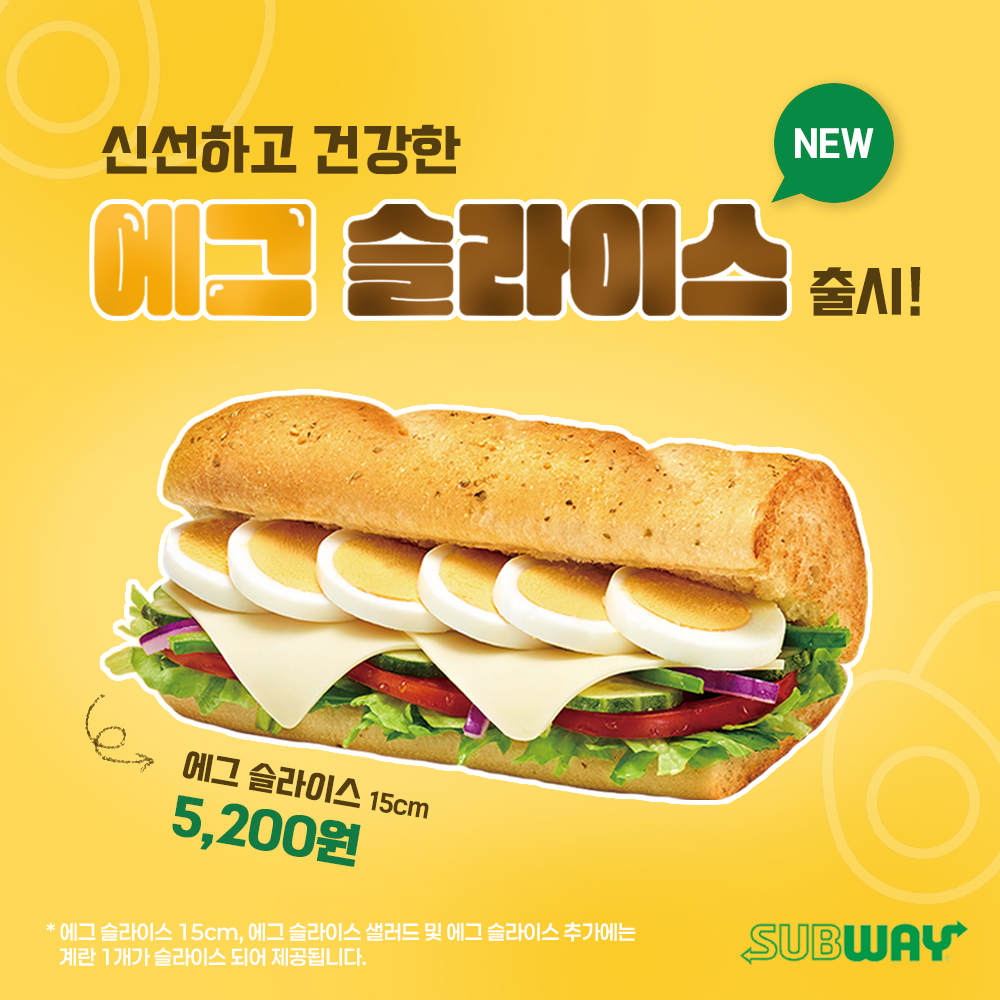 신선하고 건강한
NEW
에그 슬라이스 출시!
에그 슬라이스 15cm
5,200원
* 에그 슬라이스 15cm, 에그 슬라이스 샐러드 및 에그 슬라이스 추가에는
계란 1개가 슬라이스 되어 제공됩니다.
SUBWAY